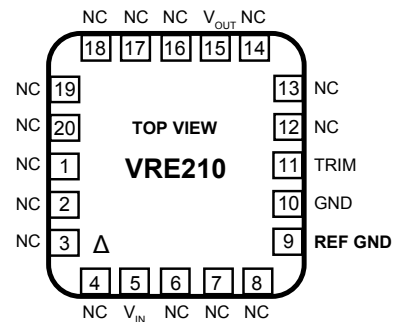 NC NC NC VOUT NC
18 17 16 15 14
NC 19 13 NC
NC 20 TOP VIEW 12 NC
NC 1 VRE210 11 TRIM
NC 2 10 GND
NC 3 Δ 9 REF GND
4 5 6 7 8
NC VIN NC NC NC